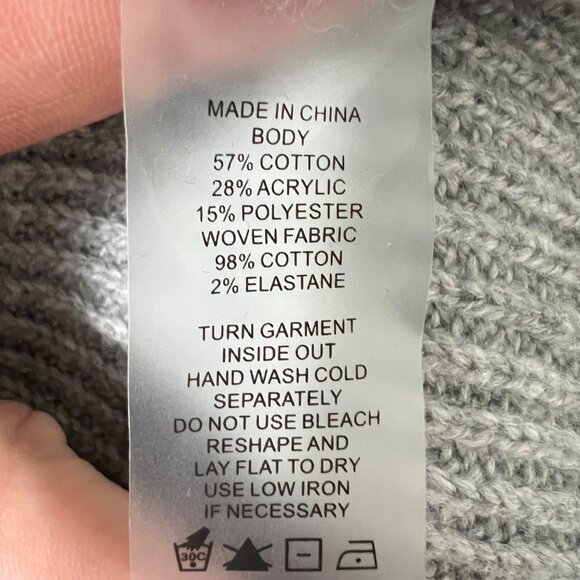 MADE IN CHINA
BODY
57% COTTON
28% ACRYLIC
15% POLYESTER
WOVEN FABRIC
98% COTTON
2% ELASTANE
TURN GARMENT
INSIDE OUT
HAND WASH COLD
SEPARATELY
DO NOT USE BLEACH
RESHAPE AND
LAY FLAT TO DRY
USE LOW IRON
IF NECESSARY
30C